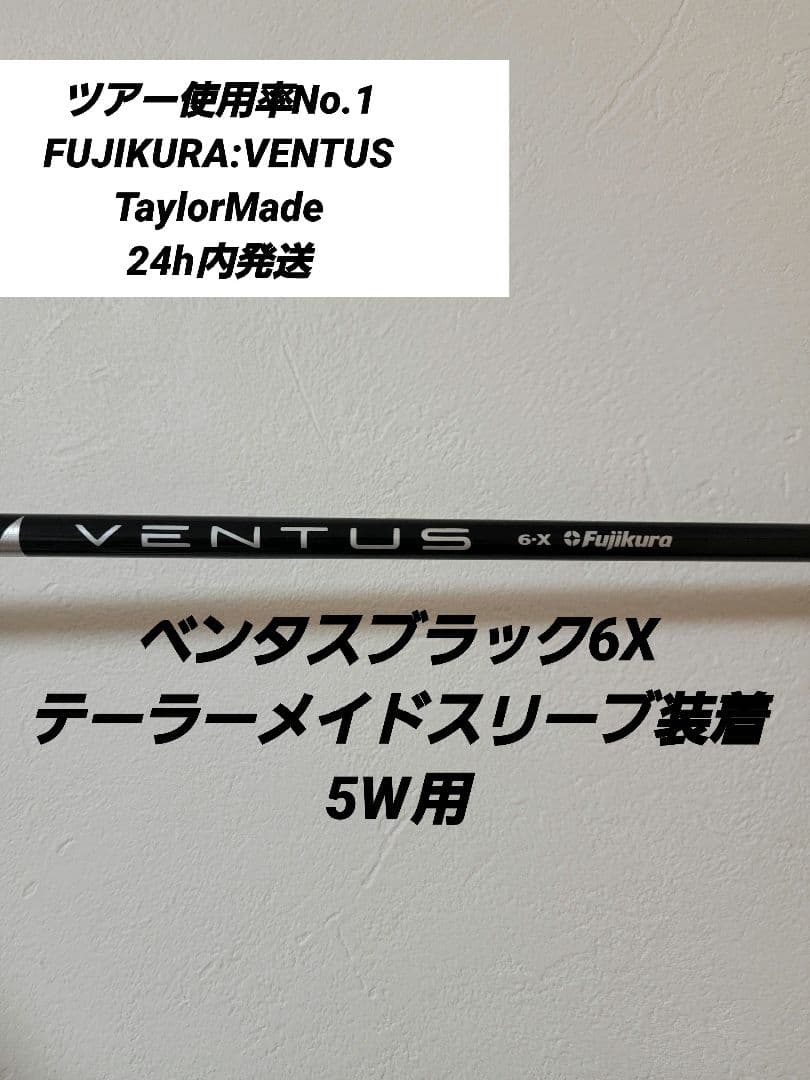 ツアー使用率No.1
FUJIKURA:VENTUS
TaylorMade
24h内発送
VENTUS 6-X Fujikura
ベンタスブラック6X
テーラーメイドスリーブ装着
5W用